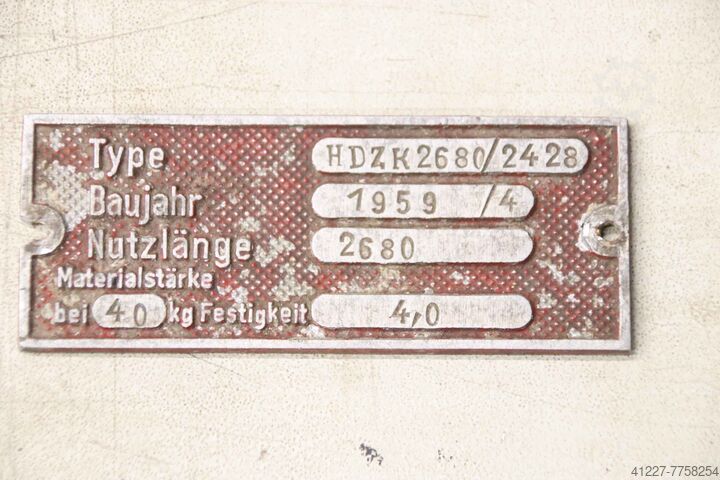 Type HDZK2680/2428
Baujahr 1959 /4
Nutzlänge 2680
Materialstärke
bei 40 kg Festigkeit 4,0
41227-7758254